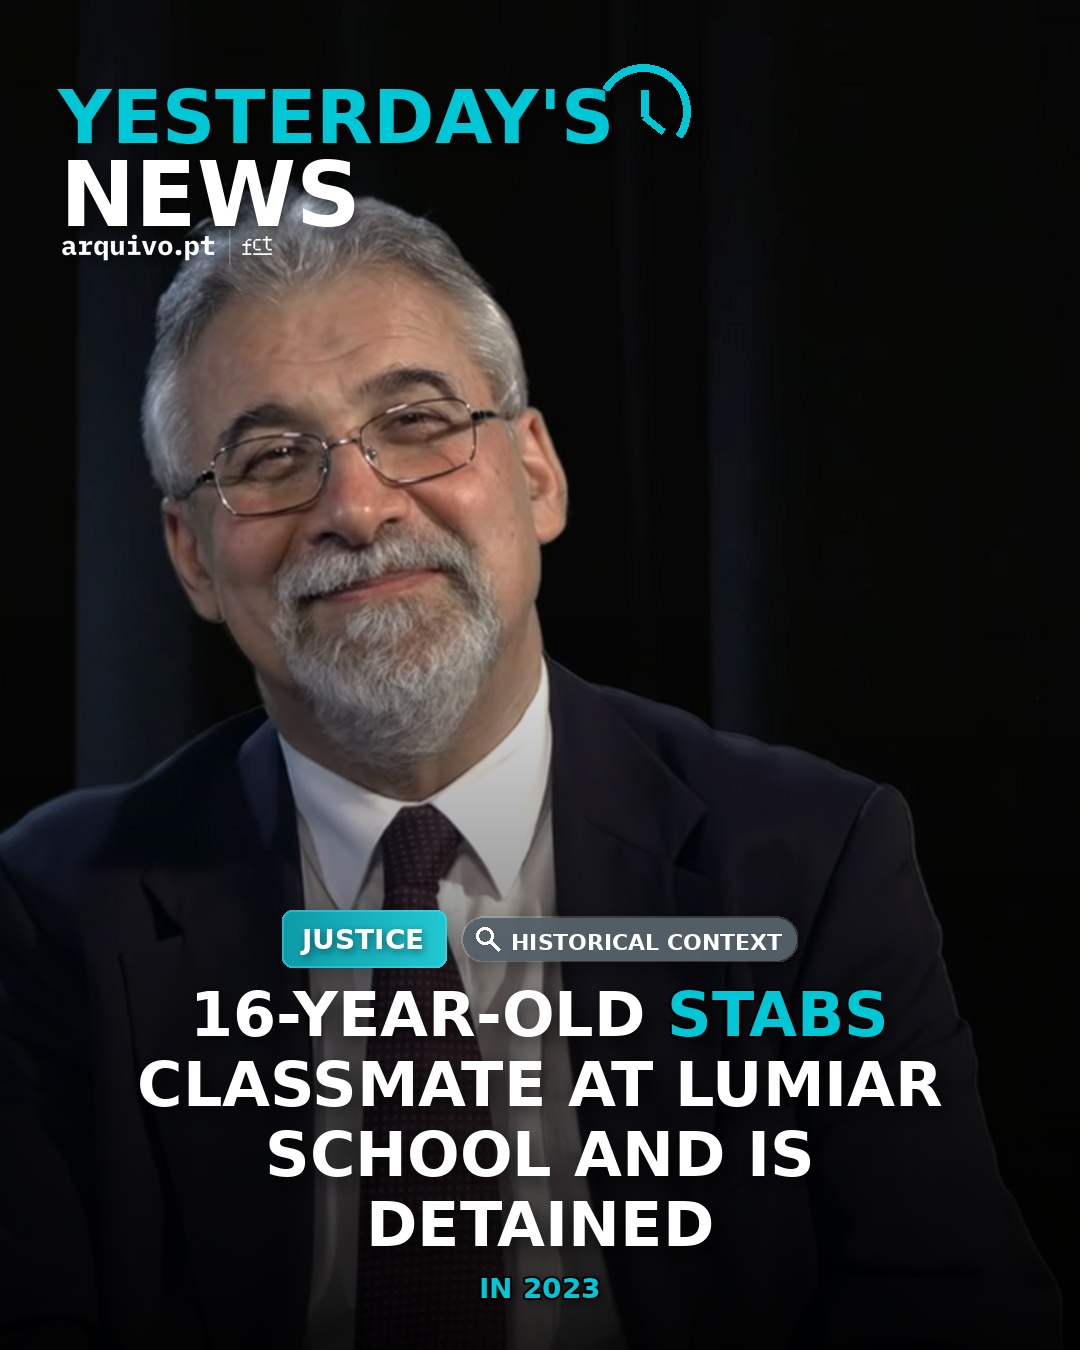 YESTERDAY'S
NEWS
arquivo.pt | fct
JUSTICE
HISTORICAL CONTEXT
16-YEAR-OLD STABS
CLASSMATE AT LUMIAR
SCHOOL AND IS
DETAINED
IN 2023